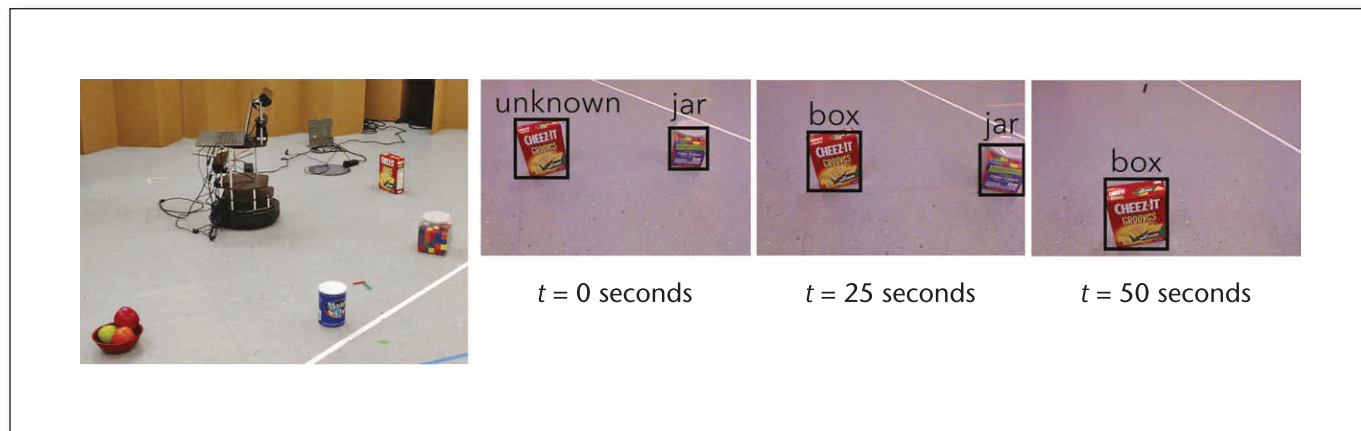 unknown
jar
CHEEZ-IT
GROOVES
box
jar
CHEEZ-IT
GROOVES
box
CHEEZ-IT
GROOVES
t = 0 seconds
t = 25 seconds
t = 50 seconds